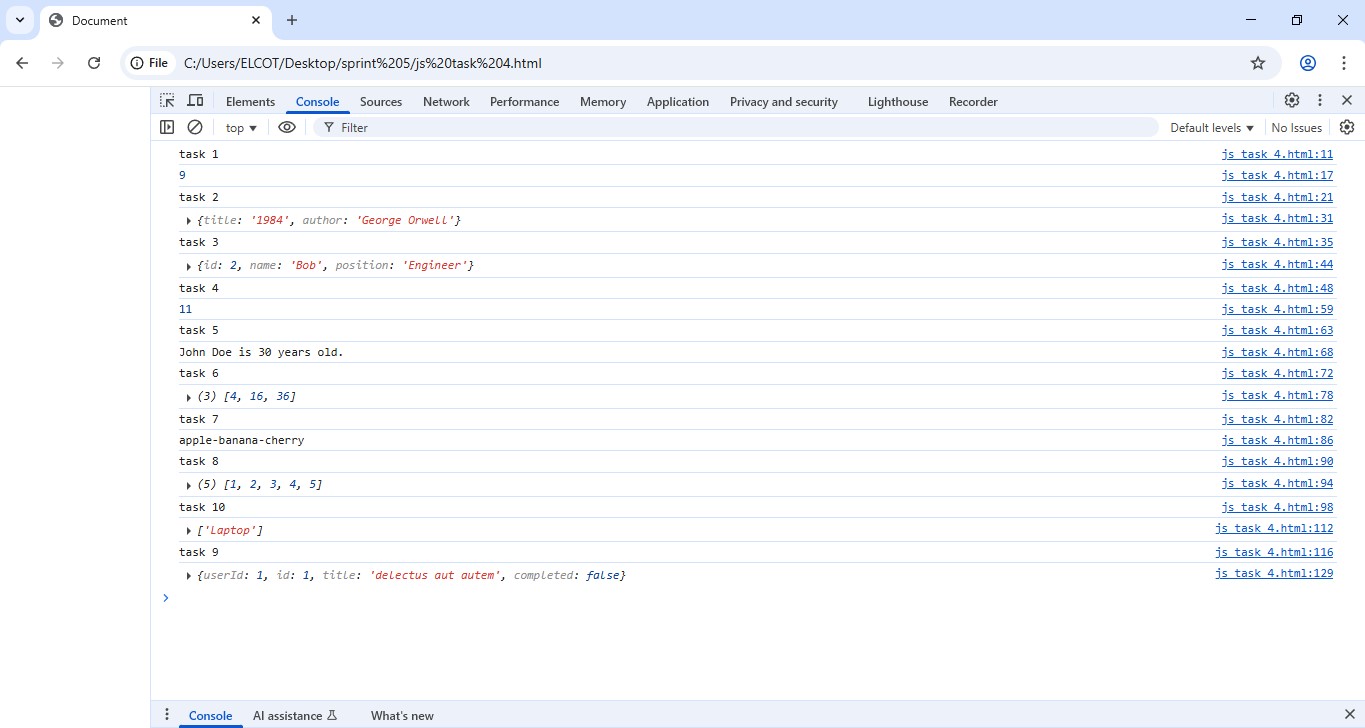 Document
File C:/Users/ELCOT/Desktop/sprint%205/js%20task%204.html
Elements Console Sources Network Performance Memory Application Privacy and security Lighthouse Recorder
top Filter Default levels No Issues
task 1 js task 4.html:11
9 js task 4.html:17
task 2 js task 4.html:21
{title: '1984', author: 'George Orwell'} js task 4.html:31
task 3 js task 4.html:35
{id: 2, name: 'Bob', position: 'Engineer'} js task 4.html:44
task 4 js task 4.html:48
11 js task 4.html:59
task 5 js task 4.html:63
John Doe is 30 years old. js task 4.html:68
task 6 js task 4.html:72
(3) [4, 16, 36] js task 4.html:78
task 7 js task 4.html:82
apple-banana-cherry js task 4.html:86
task 8 js task 4.html:90
(5) [1, 2, 3, 4, 5] js task 4.html:94
task 10 js task 4.html:98
['Laptop'] js task 4.html:112
task 9 js task 4.html:116
{userId: 1, id: 1, title: 'delectus aut autem', completed: false} js task 4.html:129
Console AI assistance What's new